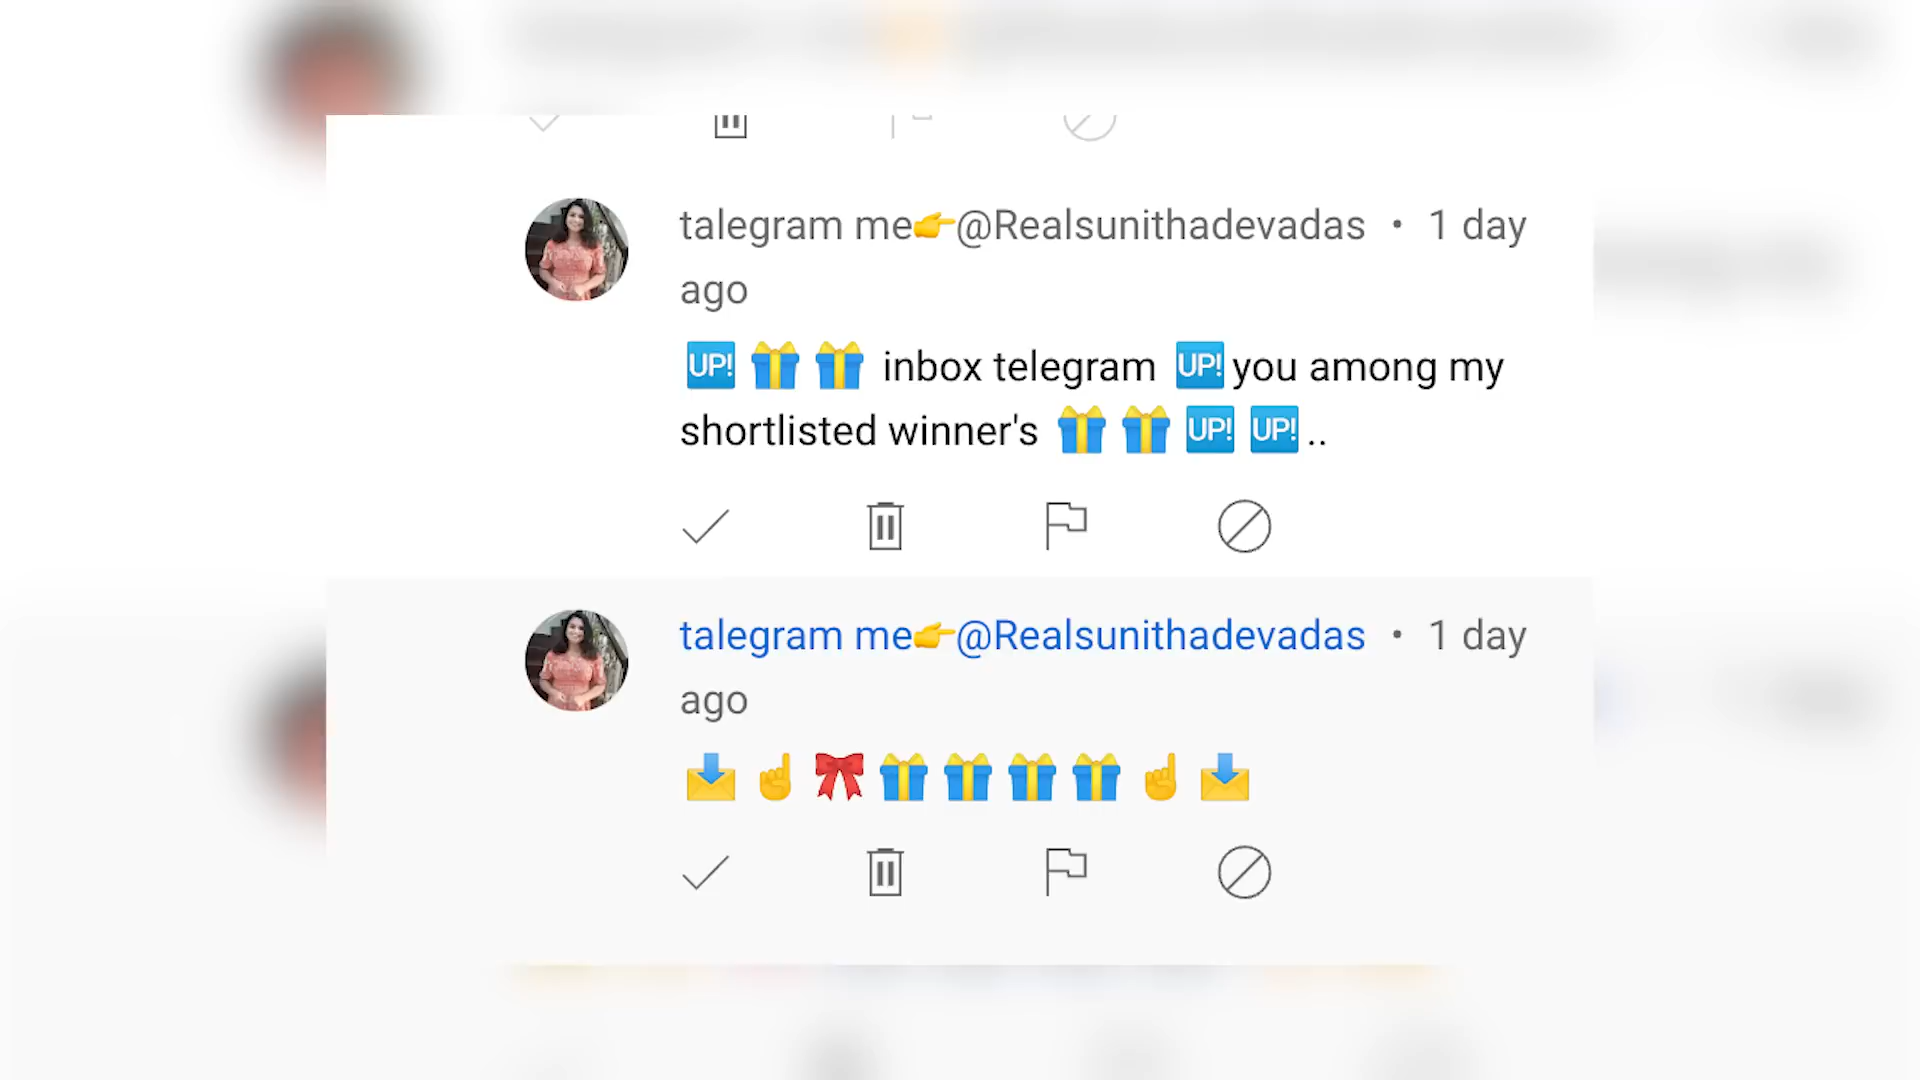 talegram me👉@Realsunithadevadas • 1 day
ago
🆙 🎁 🎁 inbox telegram 🆙 you among my
shortlisted winner's 🎁 🎁 🆙 🆙 ..
talegram me👉@Realsunithadevadas • 1 day
ago
📩 ☝ 🎀 🎁 🎁 🎁 🎁 ☝ 📩